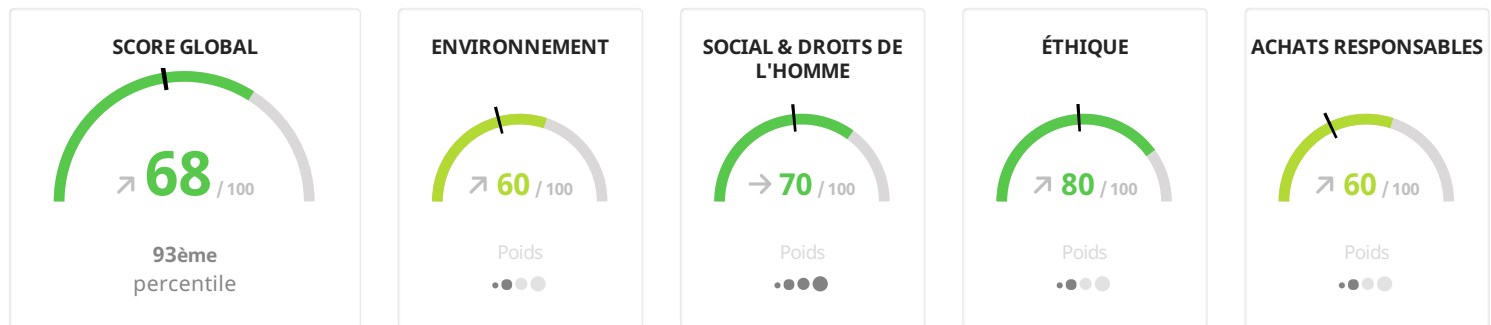 SCORE GLOBAL
68 / 100
93ème
percentile
ENVIRONNEMENT
60 / 100
Poids
SOCIAL & DROITS DE
L'HOMME
70 / 100
Poids
ÉTHIQUE
80 / 100
Poids
ACHATS RESPONSABLES
60 / 100
Poids